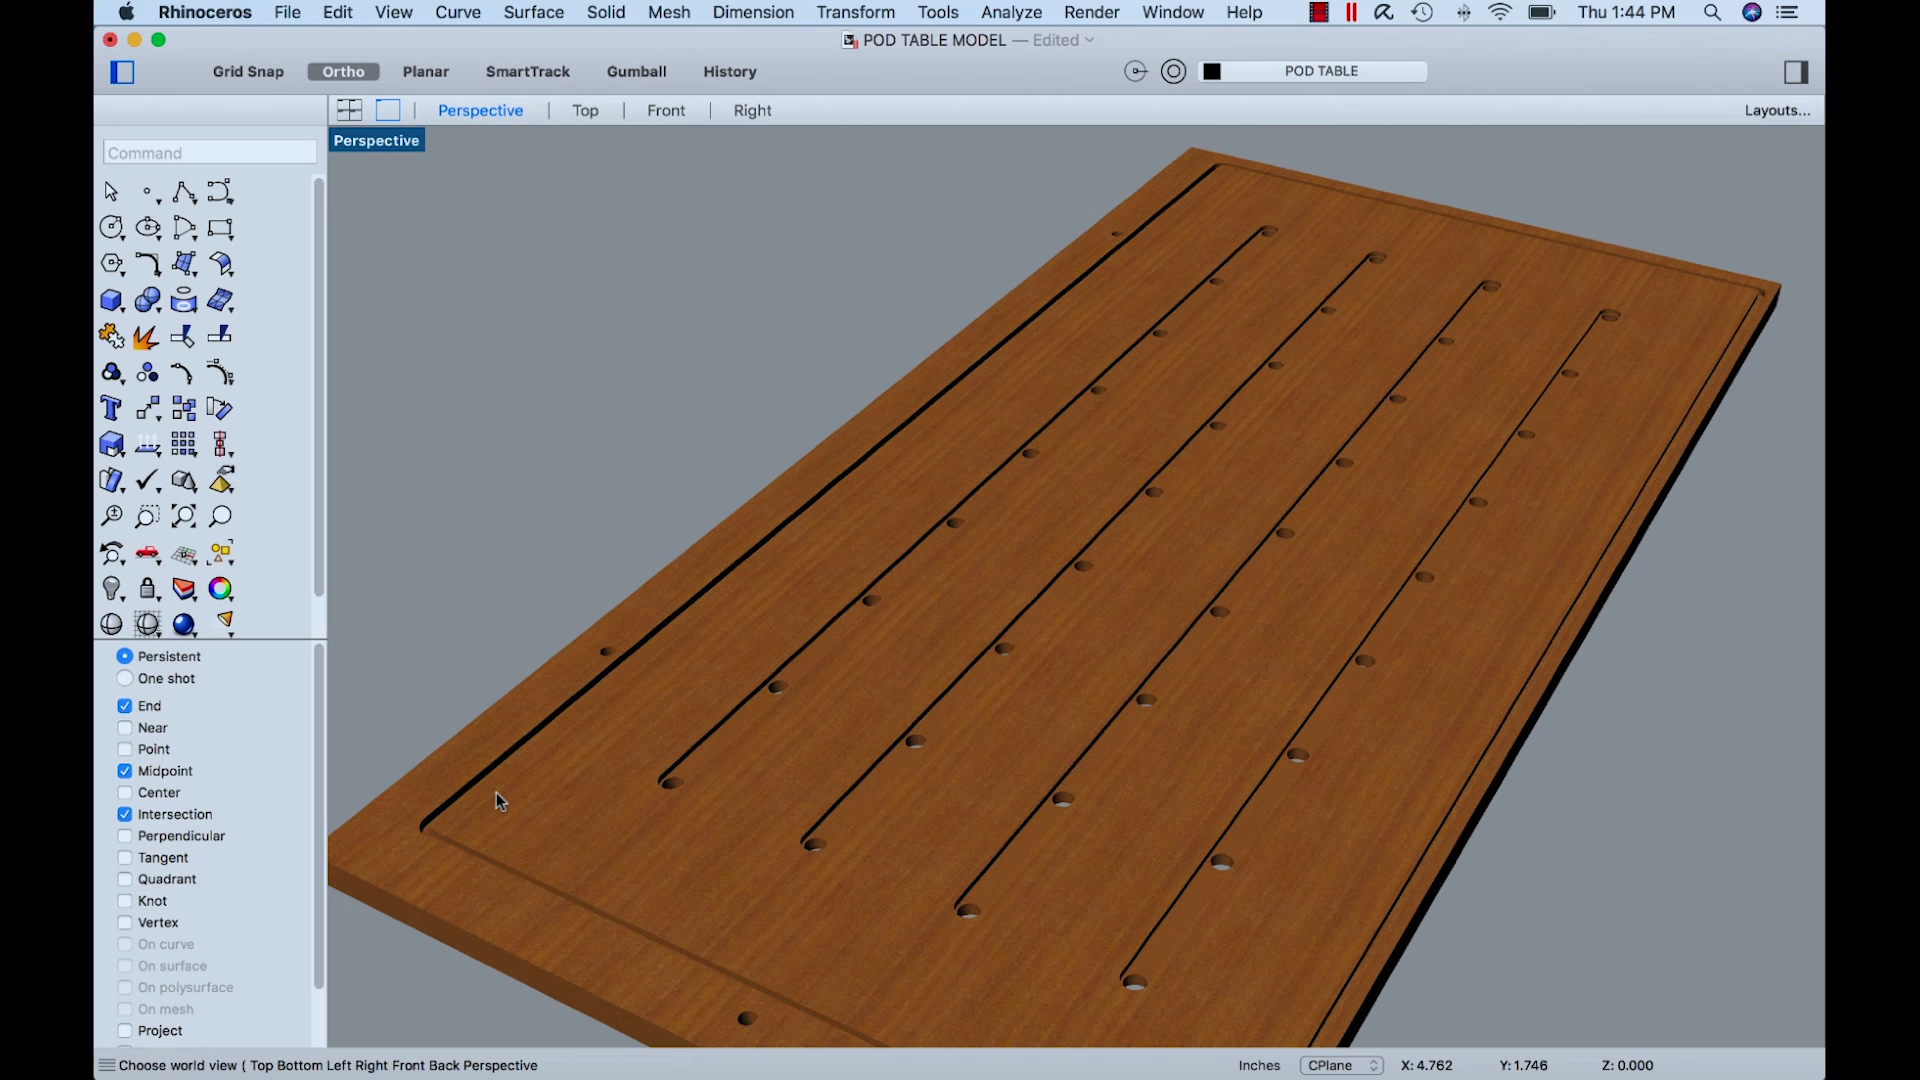 Rhinoceros File Edit View Curve Surface Solid Mesh Dimension Transform Tools Analyze Render Window Help Thu 1:44 PM
POD TABLE MODEL — Edited
Grid Snap Ortho Planar SmartTrack Gumball History POD TABLE
Perspective | Top | Front | Right Layouts...
Perspective
Command
Persistent
One shot
End
Near
Point
Midpoint
Center
Intersection
Perpendicular
Tangent
Quadrant
Knot
Vertex
On curve
On surface
On polysurface
On mesh
Project
Choose world view ( Top Bottom Left Right Front Back Perspective Inches CPlane X: 4.762 Y: 1.746 Z: 0.000